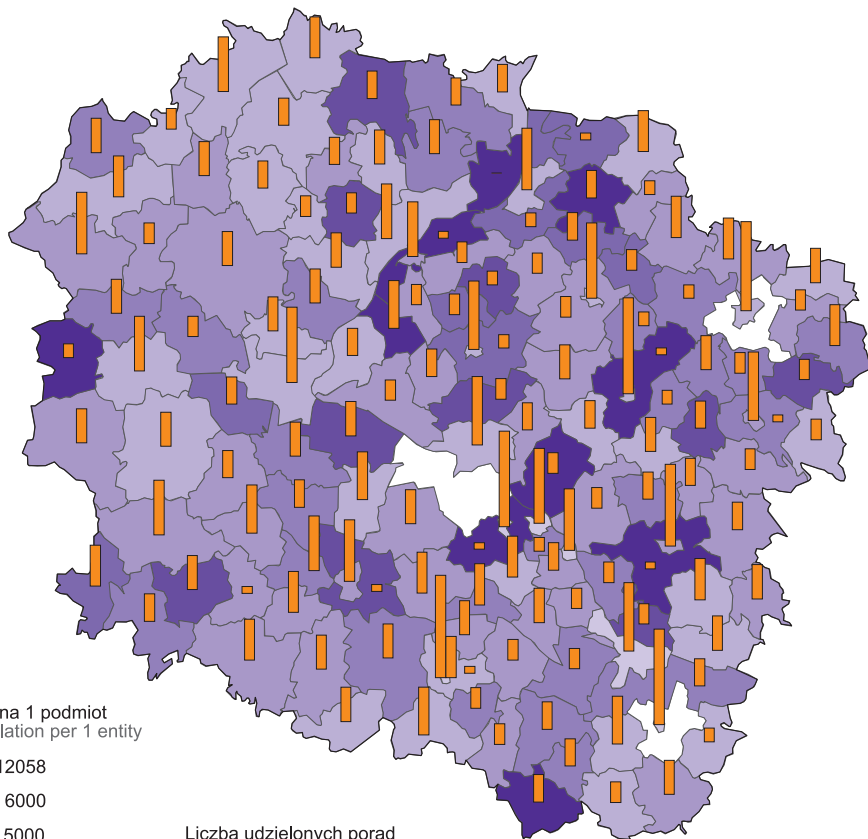 na 1 podmiot
lation per 1 entity
12058
6000
5000
Liczba udzielonych porad